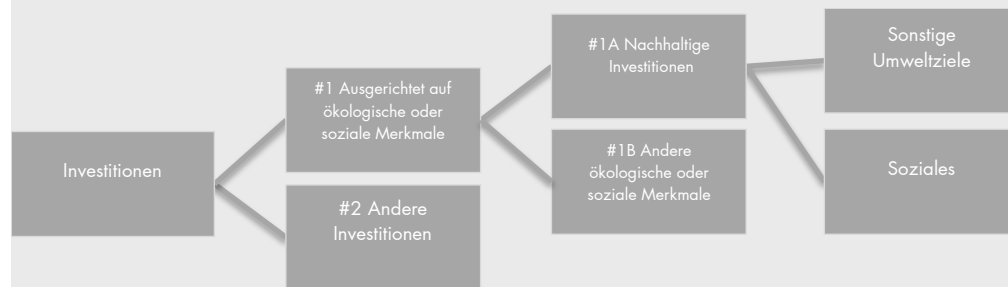 Investitionen
#1 Ausgerichtet auf
ökologische oder
soziale Merkmale
#2 Andere
Investitionen
#1A Nachhaltige
Investitionen
#1B Andere
ökologische oder
soziale Merkmale
Sonstige
Umweltziele
Soziales